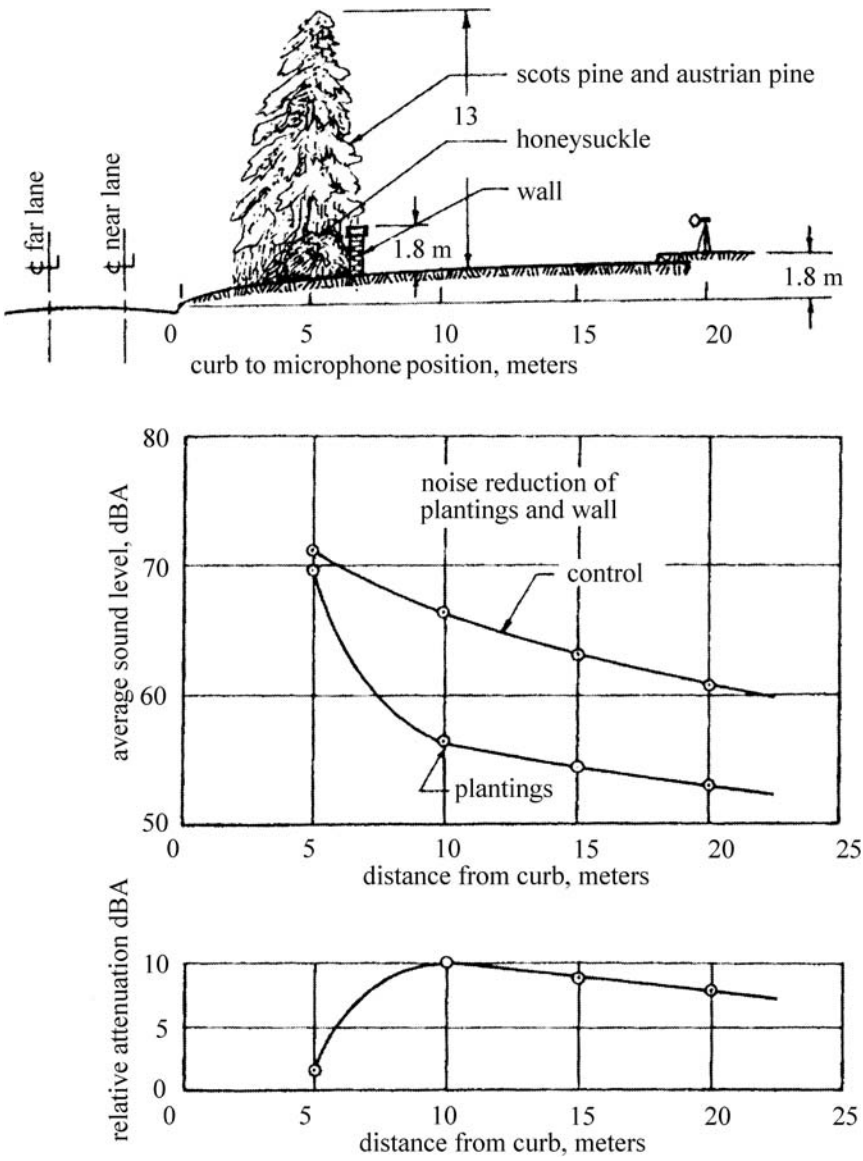 scots pine and austrian pine
13
honeysuckle
wall
℄ far lane
℄ near lane
1.8 m
1.8 m
0 5 10 15 20
curb to microphone position, meters
80
70
60
50
average sound level, dBA
noise reduction of
plantings and wall
control
plantings
0 5 10 15 20 25
distance from curb, meters
relative attenuation dBA
10
5
0
0 5 10 15 20 25
distance from curb, meters